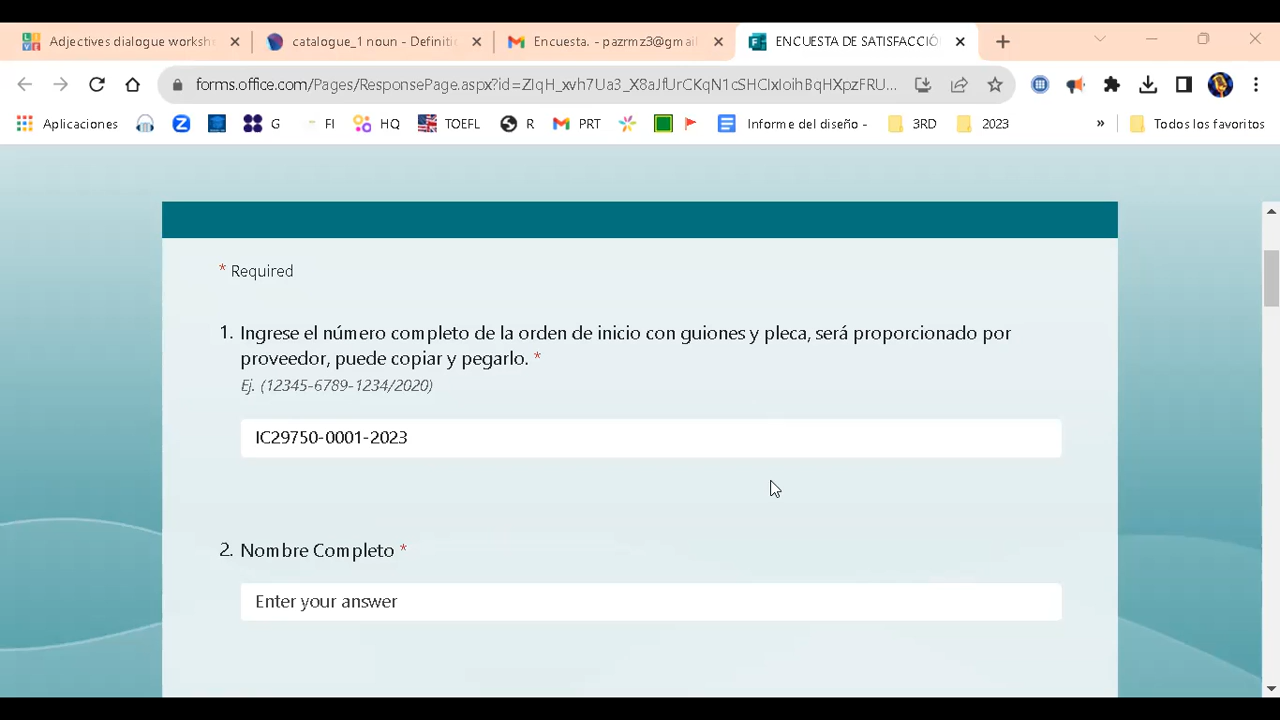 Adjectives dialogue worksh
catalogue_1 noun - Definiti
Encuesta. - pazrmz3@gmail
ENCUESTA DE SATISFACCIÓ
forms.office.com/Pages/ResponsePage.aspx?id=ZIqH_xvh7Ua3_X8aJfUrCKqN1cSHCIxIoihBqHXpzFRU...
Aplicaciones
G
FI
HQ
TOEFL
R
PRT
Informe del diseño -
3RD
2023
»
Todos los favoritos
* Required
1. Ingrese el número completo de la orden de inicio con guiones y pleca, será proporcionado por
proveedor, puede copiar y pegarlo. *
Ej. (12345-6789-1234/2020)
IC29750-0001-2023
2. Nombre Completo *
Enter your answer